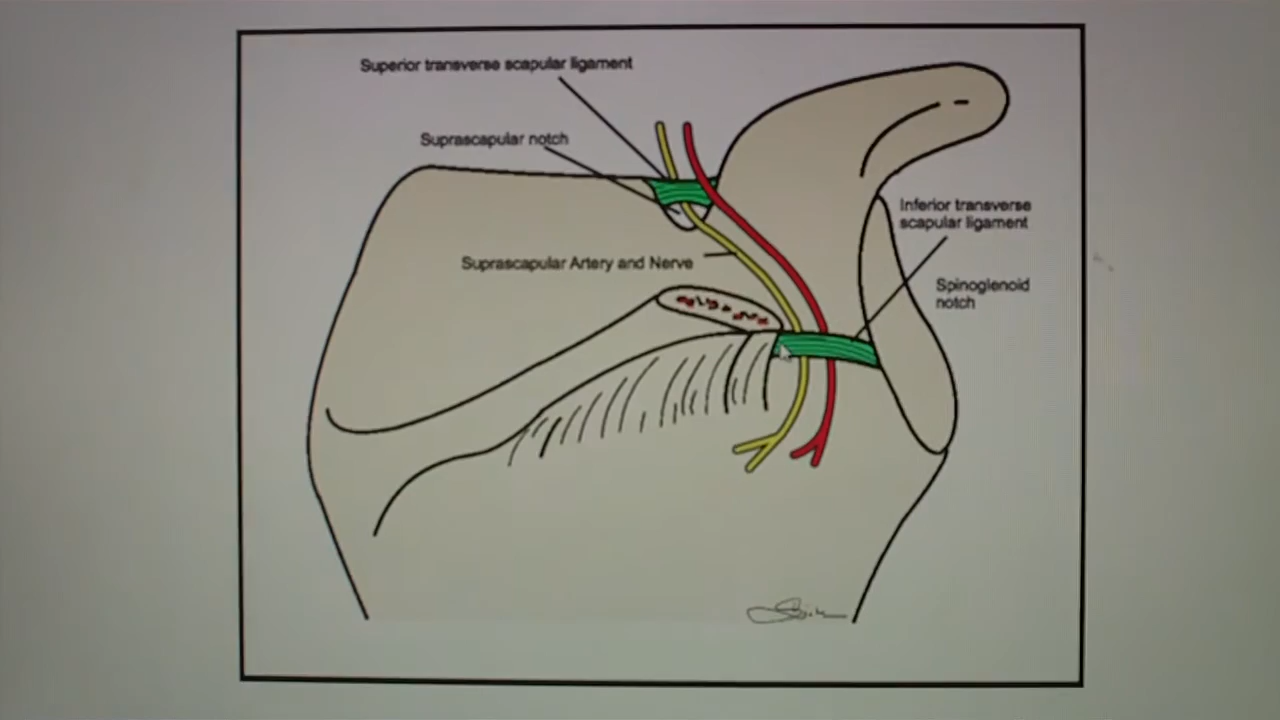 Superior transverse scapular ligament
Suprascapular notch
Inferior transverse
scapular ligament
Suprascapular Artery and Nerve
Spinoglenoid
notch